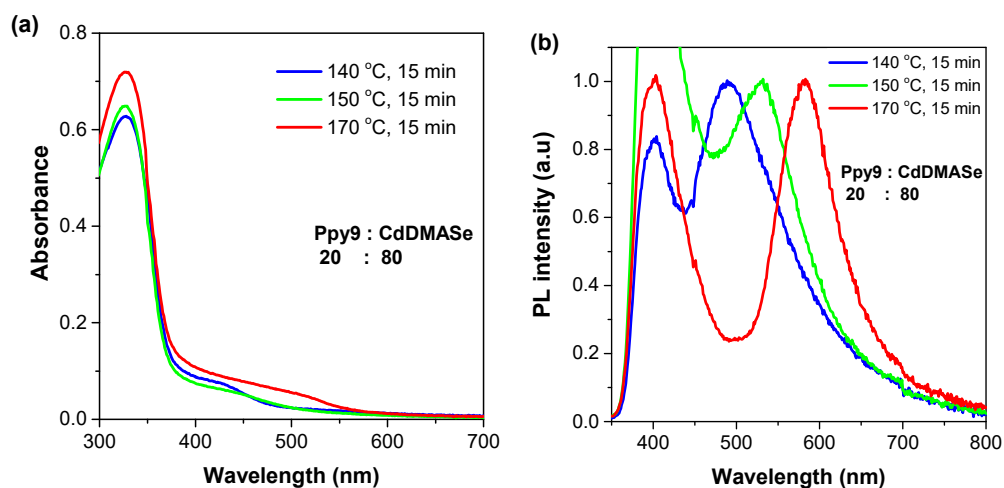 (a)
0.8
0.6
0.4
0.2
0.0
Absorbance
140 °C, 15 min
150 °C, 15 min
170 °C, 15 min
Ppy9 : CdDMASe
20 : 80
300 400 500 600 700
Wavelength (nm)
(b)
1.0
0.8
0.6
0.4
0.2
0.0
PL intensity (a.u)
140 °C, 15 min
150 °C, 15 min
170 °C, 15 min
Ppy9 : CdDMASe
20 : 80
400 500 600 700 800
Wavelength (nm)